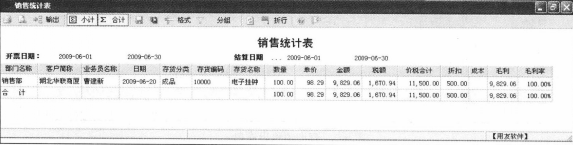 销售统计表
输出 小计 Σ 合计 格式 分组 折行
销售统计表
开票日期： 2009-06-01 2009-06-30 结算日期 ... 2009-06-01 2009-06-30
部门名称 客户简称 业务员名称 日期 存货分类 存货编码 存货名称 数量 单价 金额 税额 价税合计 折扣 成本 毛利 毛利率
销售部 湖北华联商厦 曹建新 2009-06-20 成品 10000 电子挂钟 100.00 98.29 9,829.06 1,670.94 11,500.00 500.00 9,829.06 100.00%
合 计 100.00 98.29 9,829.06 1,670.94 11,500.00 500.00 9,829.06 100.00%
【用友软件】